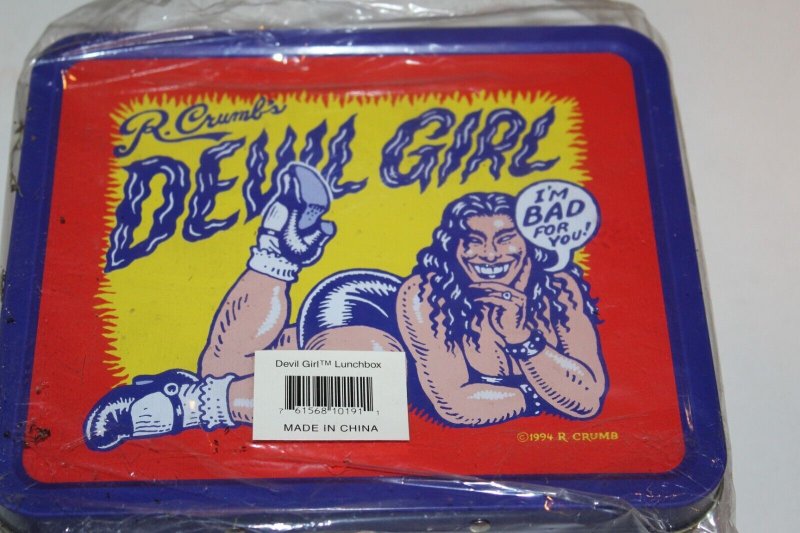 R. Crumb's
DEVIL GIRL
I'M
BAD
FOR
YOU!
Devil Girl™ Lunchbox
7 61568 10191 1
MADE IN CHINA
©1994 R. CRUMB